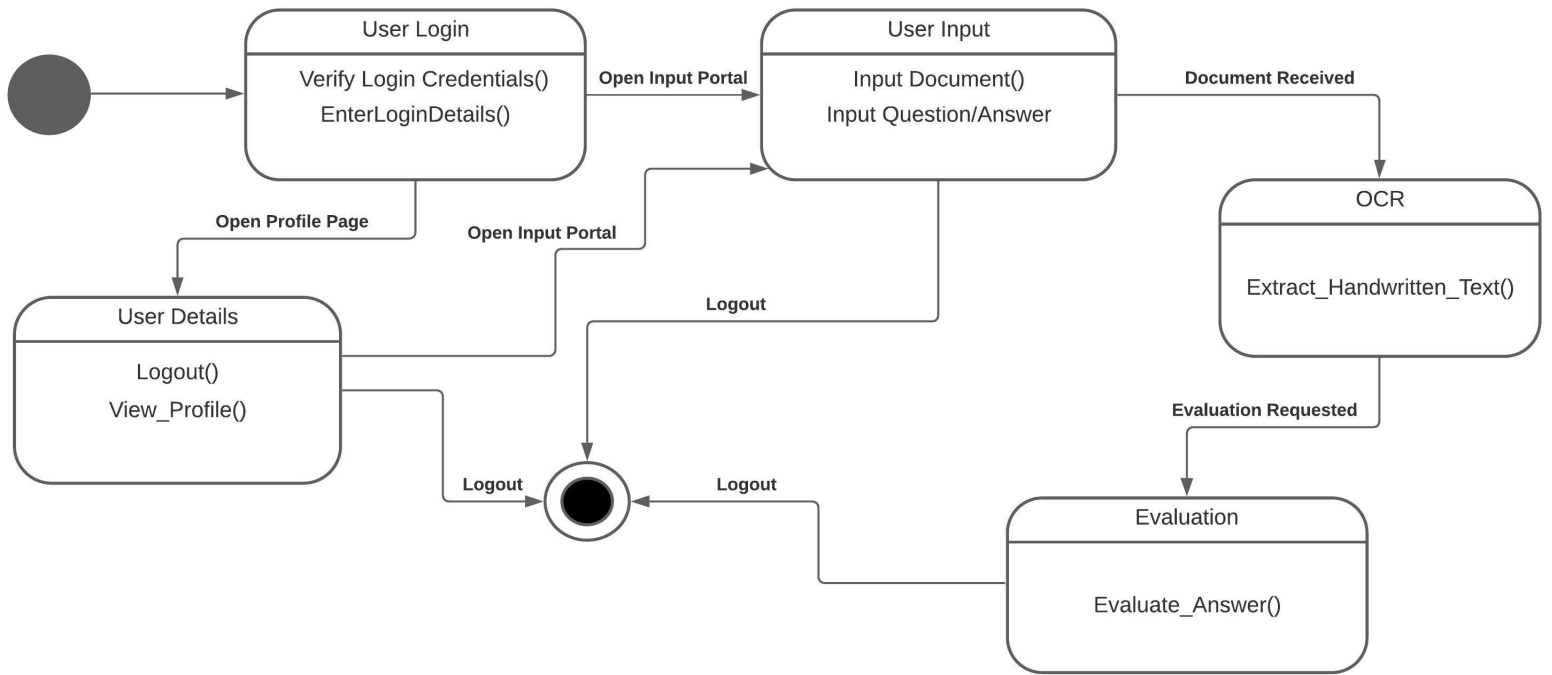 User Login
Verify Login Credentials()
EnterLoginDetails()
Open Input Portal
User Input
Input Document()
Input Question/Answer
Document Received
OCR
Extract_Handwritten_Text()
Open Profile Page
Open Input Portal
User Details
Logout()
View_Profile()
Logout
Evaluation Requested
Logout
Logout
Evaluation
Evaluate_Answer()